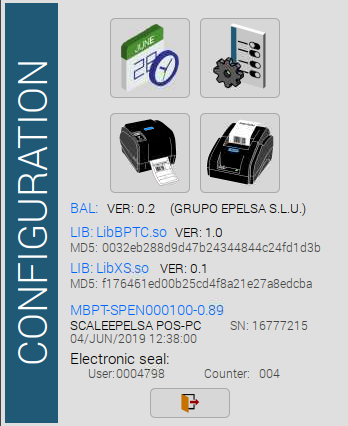 CONFIGURATION
JUNE
BAL: VER: 0.2 (GRUPO EPELSA S.L.U.)
LIB: LibBPTC.so VER: 1.0
MD5: 0032eb288d9d47b24344844c24fd1d3b
LIB: LibXS.so VER: 0.1
MD5: f176461ed00b25cd4f8a21e27a8edcba
MBPT-SPEN000100-0.89
SCALEEPELSA POS-PC SN: 16777215
04/JUN/2019 12:38:00
Electronic seal:
User:0004798 Counter: 004